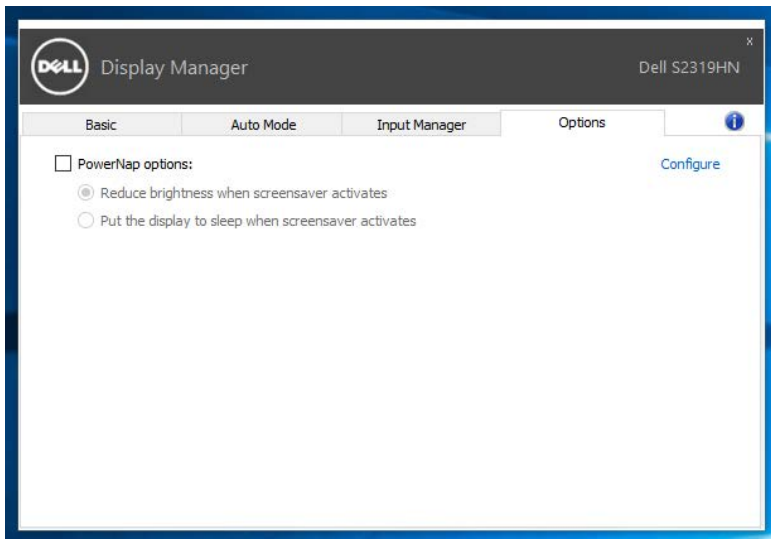 DELL Display Manager
x
Dell S2319HN
Basic Auto Mode Input Manager Options i
PowerNap options: Configure
Reduce brightness when screensaver activates
Put the display to sleep when screensaver activates